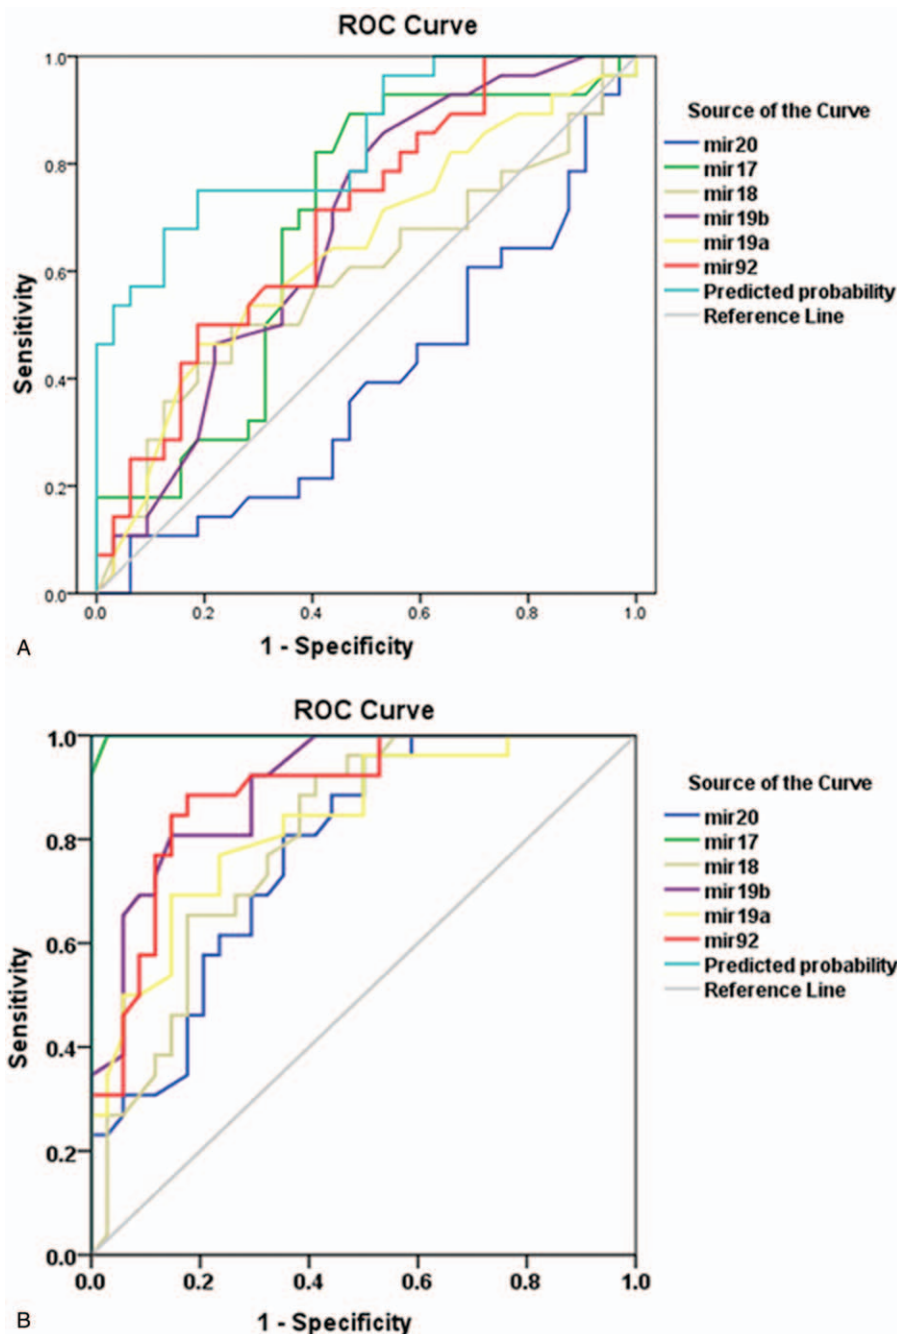 ROC Curve
1.0
0.8
0.6
0.4
0.2
0.0
Sensitivity
0.0 0.2 0.4 0.6 0.8 1.0
1 - Specificity
Source of the Curve
mir20
mir17
mir18
mir19b
mir19a
mir92
Predicted probability
Reference Line
A
ROC Curve
1.0
0.8
0.6
0.4
0.2
0.0
Sensitivity
0.0 0.2 0.4 0.6 0.8 1.0
1 - Specificity
Source of the Curve
mir20
mir17
mir18
mir19b
mir19a
mir92
Predicted probability
Reference Line
B